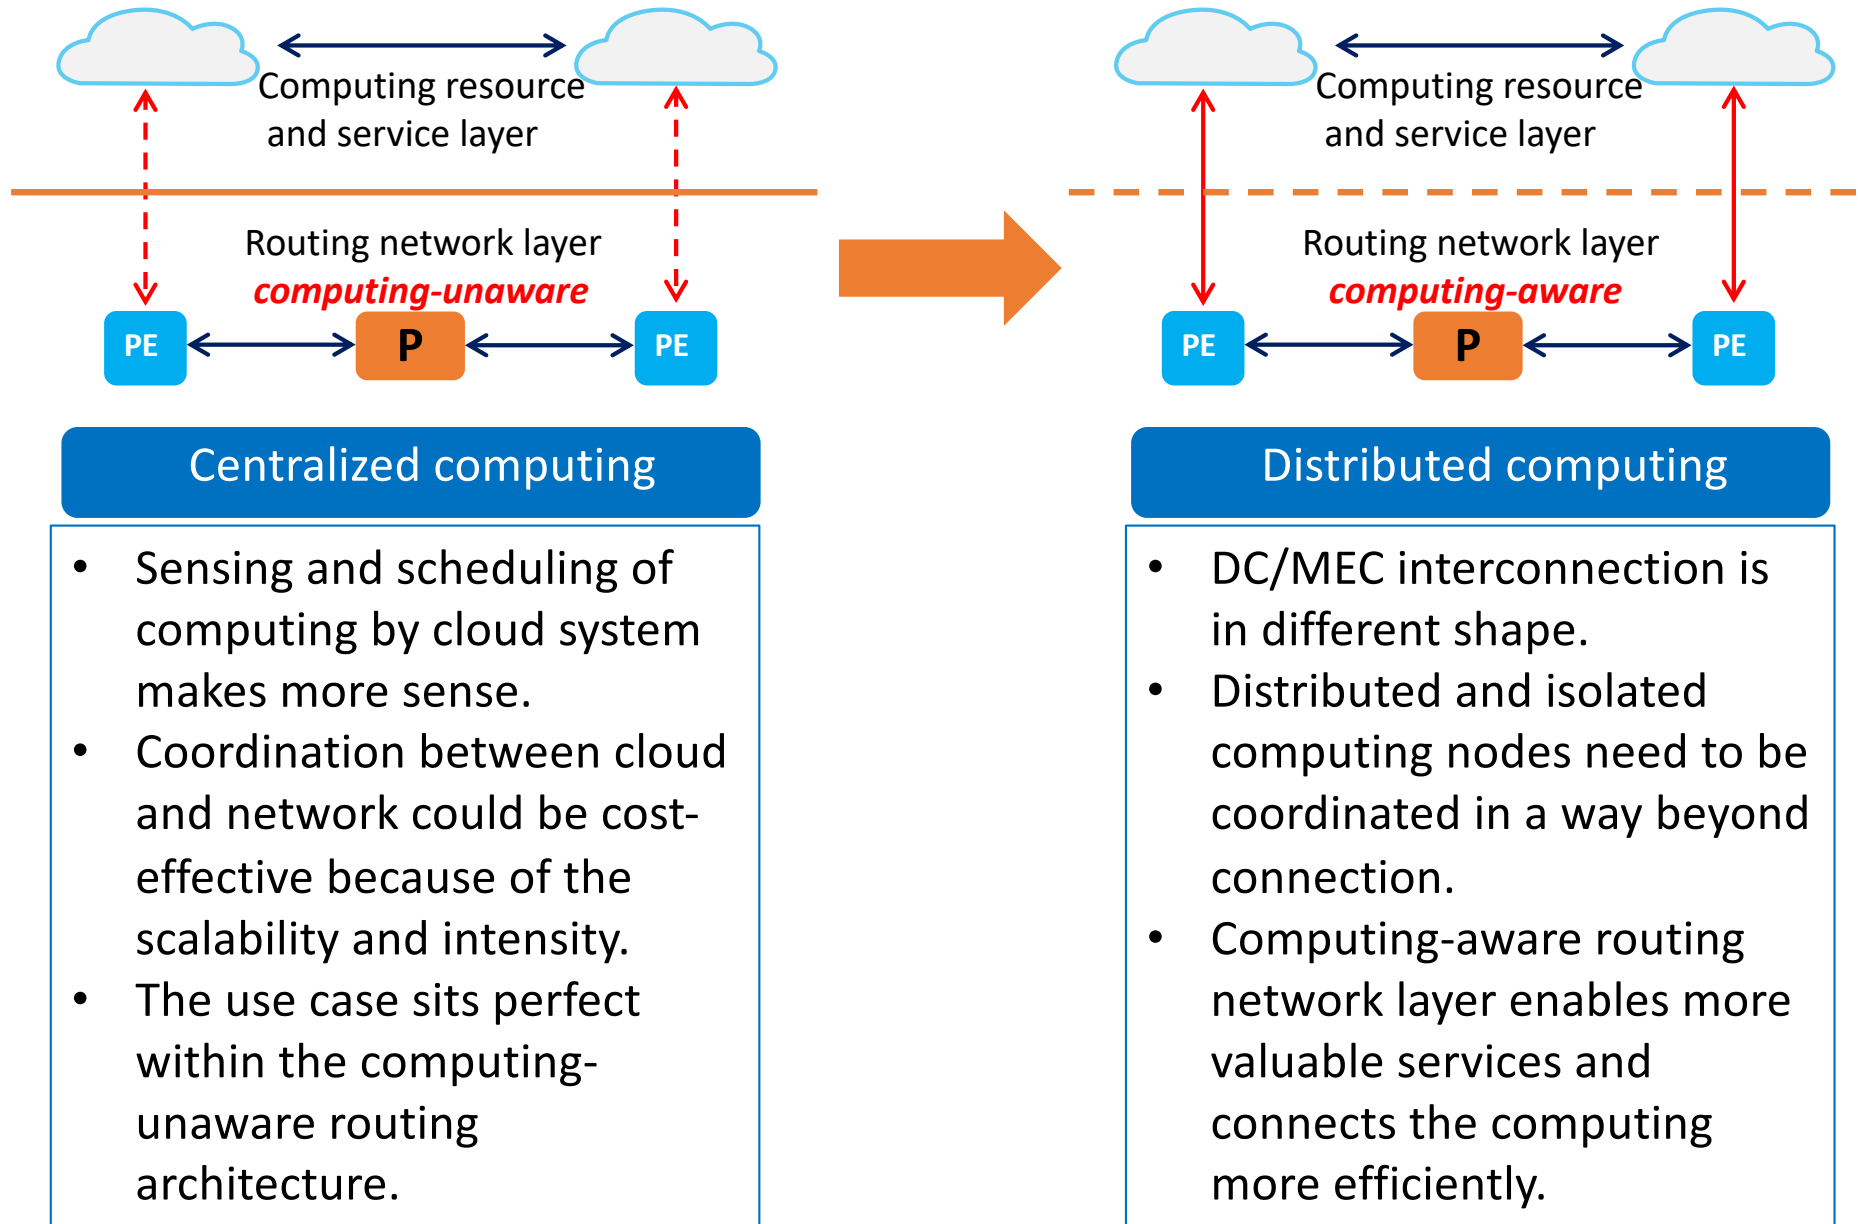 Computing resource
and service layer
Routing network layer
computing-unaware
PE
P
PE
Centralized computing
• Sensing and scheduling of
computing by cloud system
makes more sense.
• Coordination between cloud
and network could be cost-
effective because of the
scalability and intensity.
• The use case sits perfect
within the computing-
unaware routing
architecture.
Computing resource
and service layer
Routing network layer
computing-aware
PE
P
PE
Distributed computing
• DC/MEC interconnection is
in different shape.
• Distributed and isolated
computing nodes need to be
coordinated in a way beyond
connection.
• Computing-aware routing
network layer enables more
valuable services and
connects the computing
more efficiently.